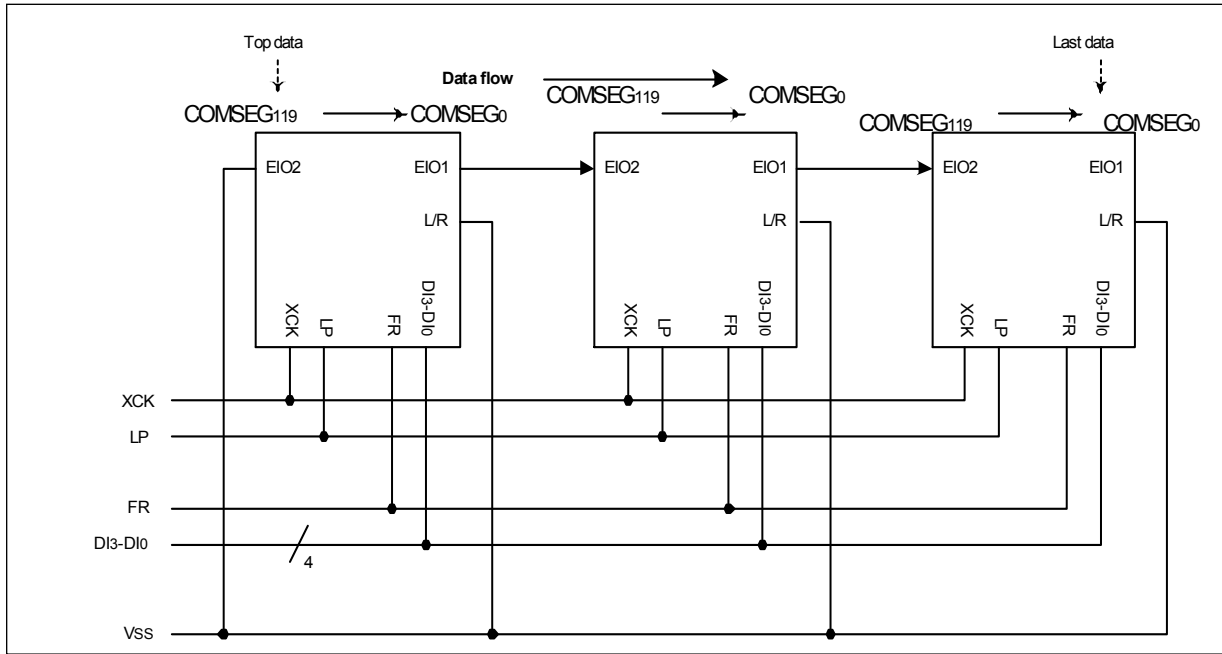 Top data
Last data
Data flow
COMSEG119
COMSEG0
COMSEG119
COMSEG0
COMSEG119
COMSEG0
EIO2
EIO1
EIO2
EIO1
EIO2
EIO1
L/R
L/R
L/R
XCK
LP
FR
DI3-DI0
XCK
LP
FR
DI3-DI0
XCK
LP
FR
DI3-DI0
XCK
LP
FR
DI3-DI0
4
VSS